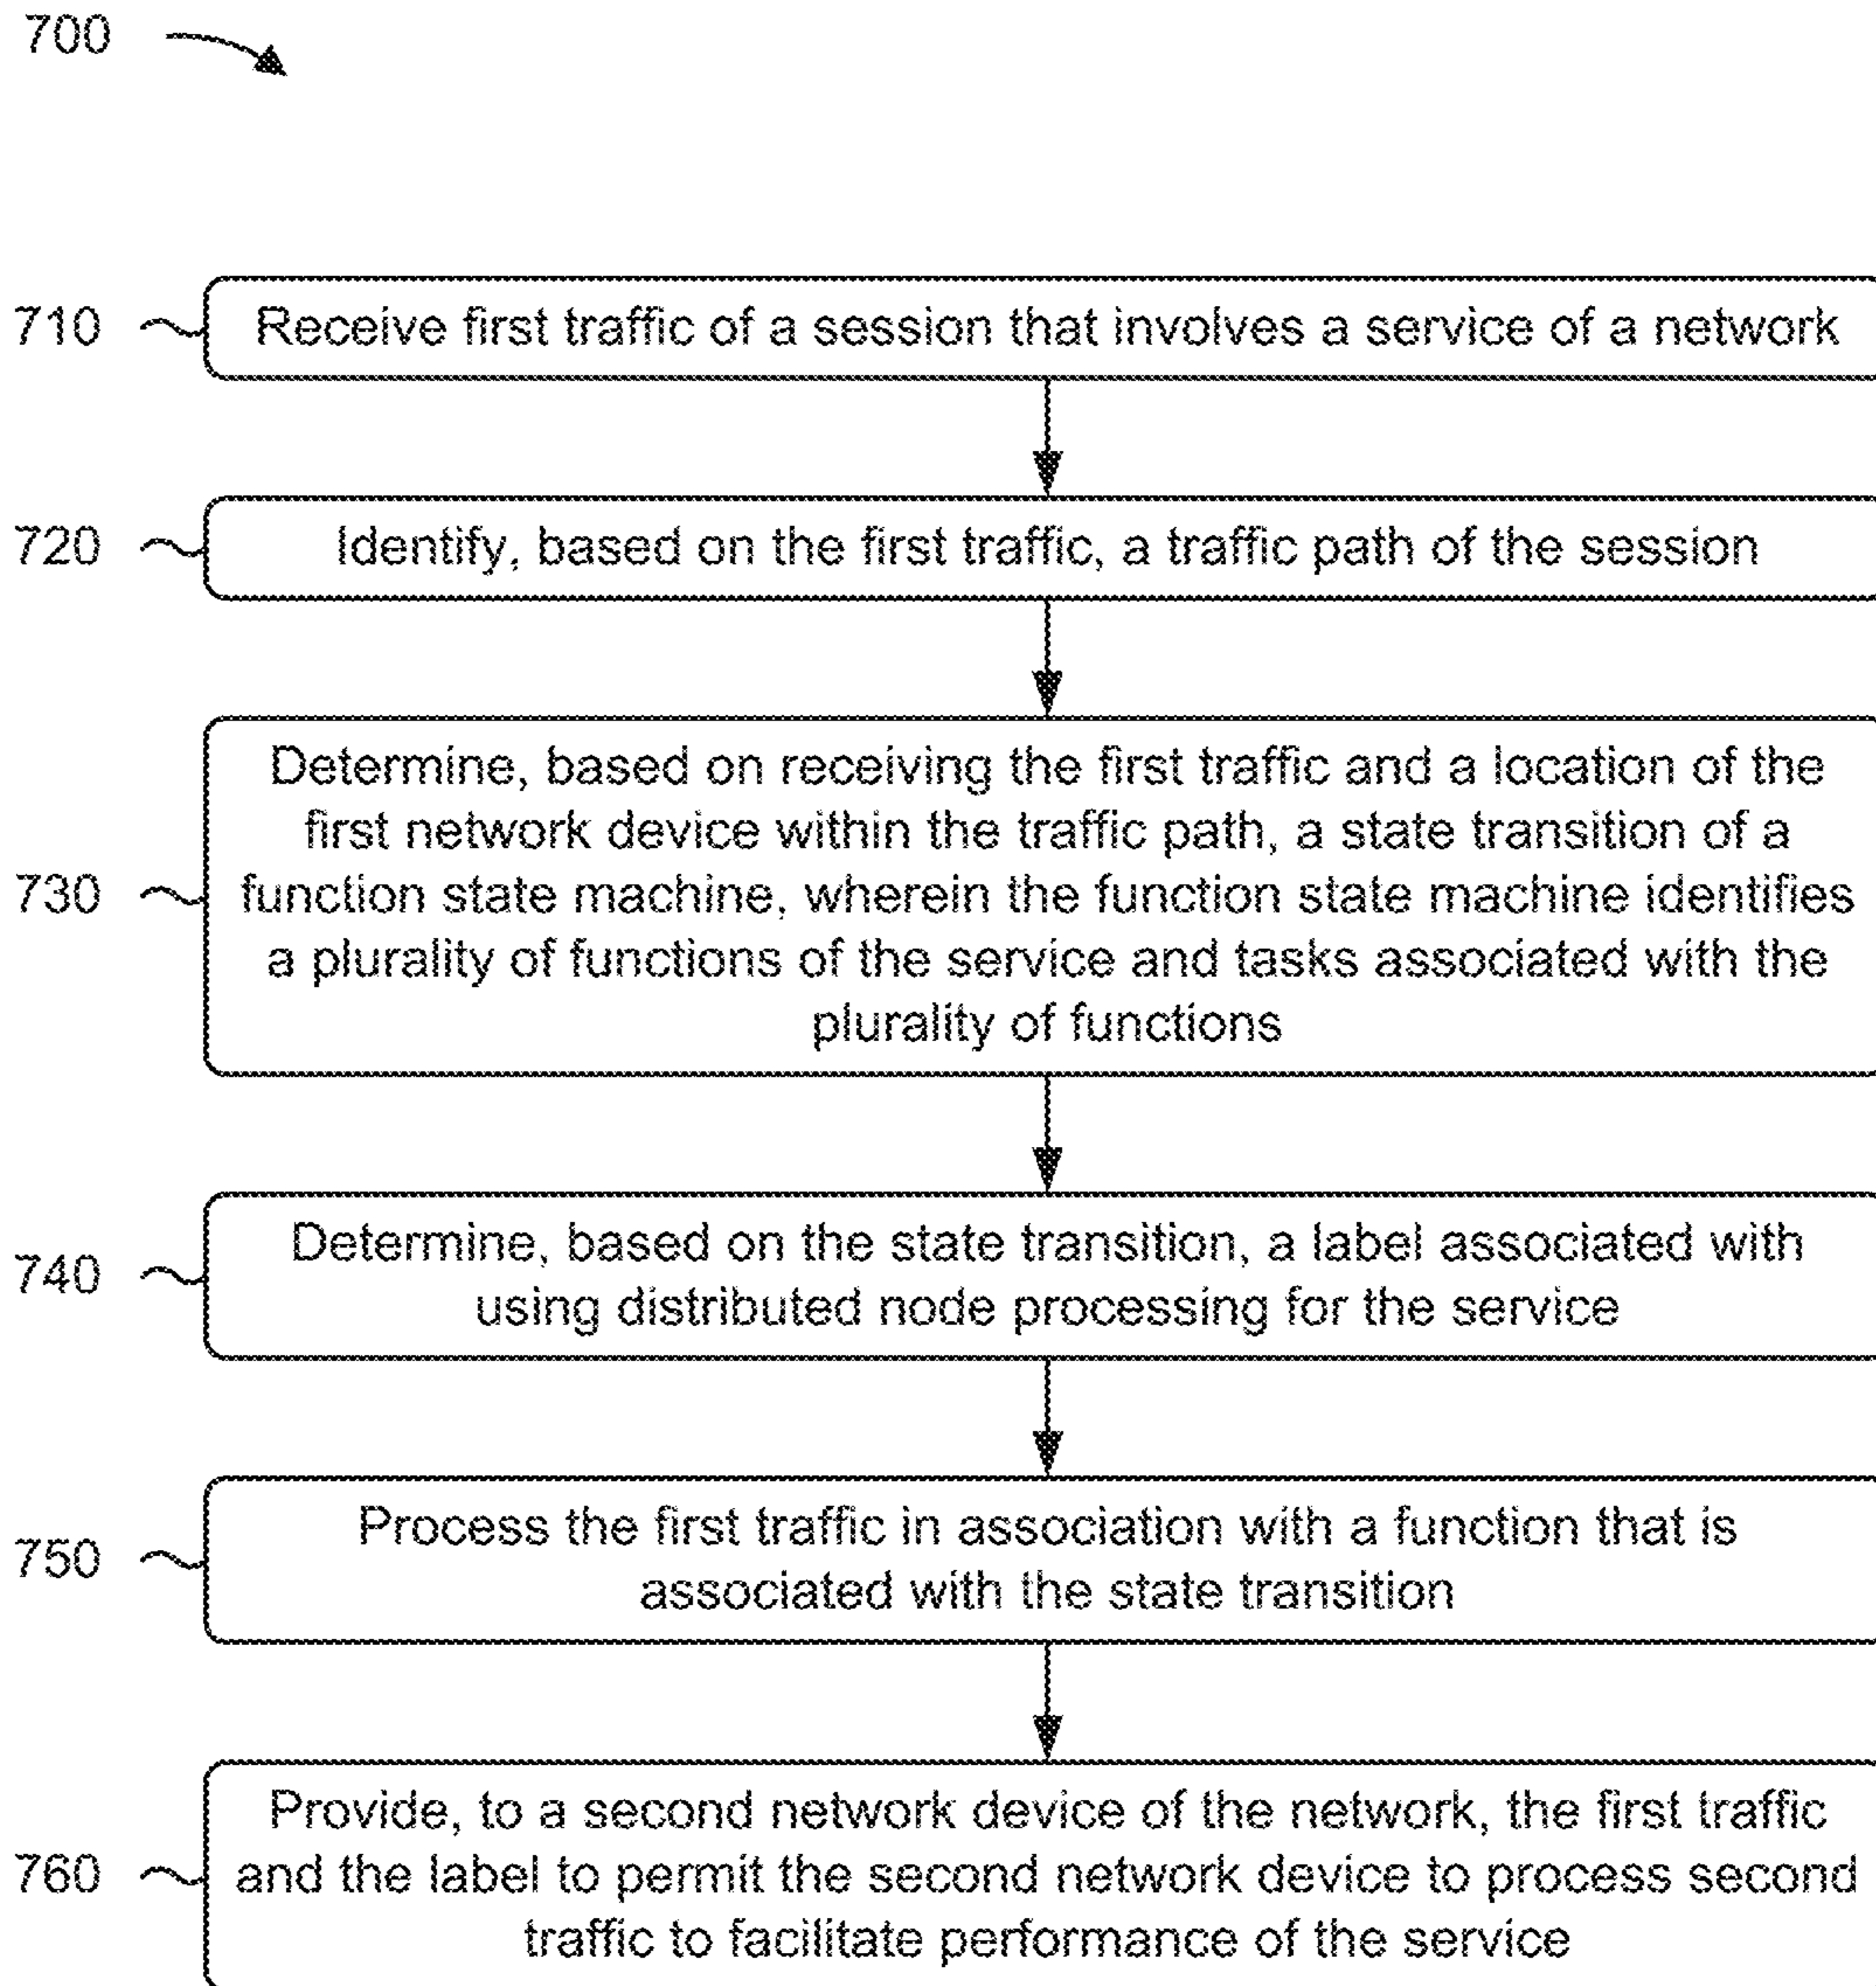 700
710
Receive first traffic of a session that involves a service of a network
720
Identify, based on the first traffic, a traffic path of the session
730
Determine, based on receiving the first traffic and a location of the
first network device within the traffic path, a state transition of a
function state machine, wherein the function state machine identifies
a plurality of functions of the service and tasks associated with the
plurality of functions
740
Determine, based on the state transition, a label associated with
using distributed node processing for the service
750
Process the first traffic in association with a function that is
associated with the state transition
760
Provide, to a second network device of the network, the first traffic
and the label to permit the second network device to process second
traffic to facilitate performance of the service